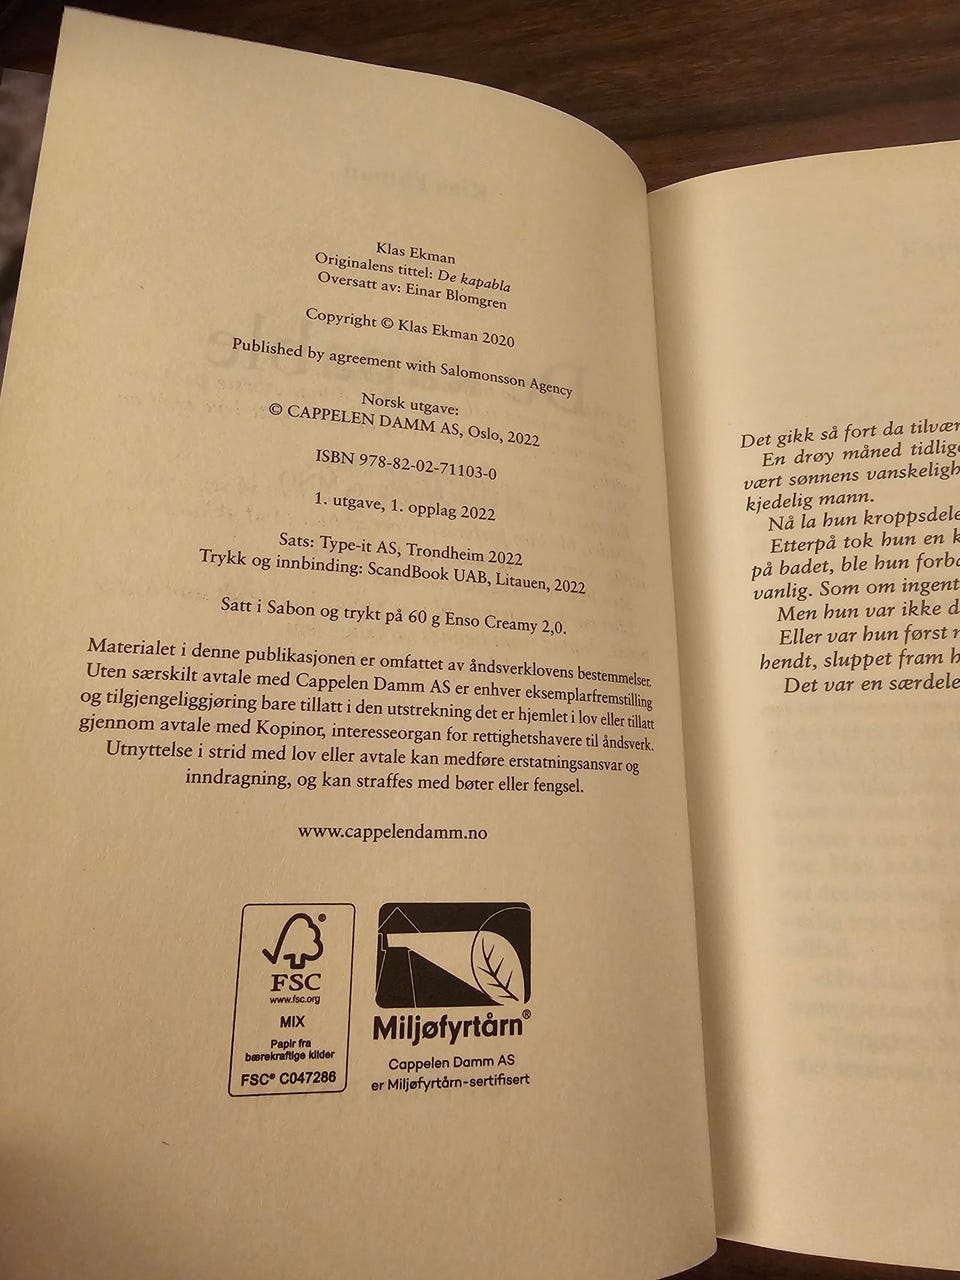 Klas Ekman
Originalens tittel: De kapabla
Oversatt av: Einar Blomgren
Copyright © Klas Ekman 2020
Published by agreement with Salomonsson Agency
Norsk utgave:
© CAPPELEN DAMM AS, Oslo, 2022
ISBN 978-82-02-71103-0
1. utgave, 1. opplag 2022
Sats: Type-it AS, Trondheim 2022
Trykk og innbinding: ScandBook UAB, Litauen, 2022
Satt i Sabon og trykt på 60 g Enso Creamy 2,0.
Materialet i denne publikasjonen er omfattet av åndsverklovens bestemmelser.
Uten særskilt avtale med Cappelen Damm AS er enhver eksemplarfremstilling
og tilgjengeliggjøring bare tillatt i den utstrekning det er hjemlet i lov eller tillatt
gjennom avtale med Kopinor, interesseorgan for rettighetshavere til åndsverk.
Utnyttelse i strid med lov eller avtale kan medføre erstatningsansvar og
inndragning, og kan straffes med bøter eller fengsel.
www.cappelendamm.no
FSC®
www.fsc.org
MIX
Papir fra
bærekraftige kilder
FSC® C047286
Miljøfyrtårn®
Cappelen Damm AS
er Miljøfyrtårn-sertifisert
Det gikk så fort da tilvær
En drøy måned tidlige
vært sønnens vanskeligh
kjedelig mann.
Nå la hun kroppsdele
Etterpå tok hun en k
på badet, ble hun forba
vanlig. Som om ingent
Men hun var ikke d
Eller var hun først n
hendt, sluppet fram h
Det var en særdele